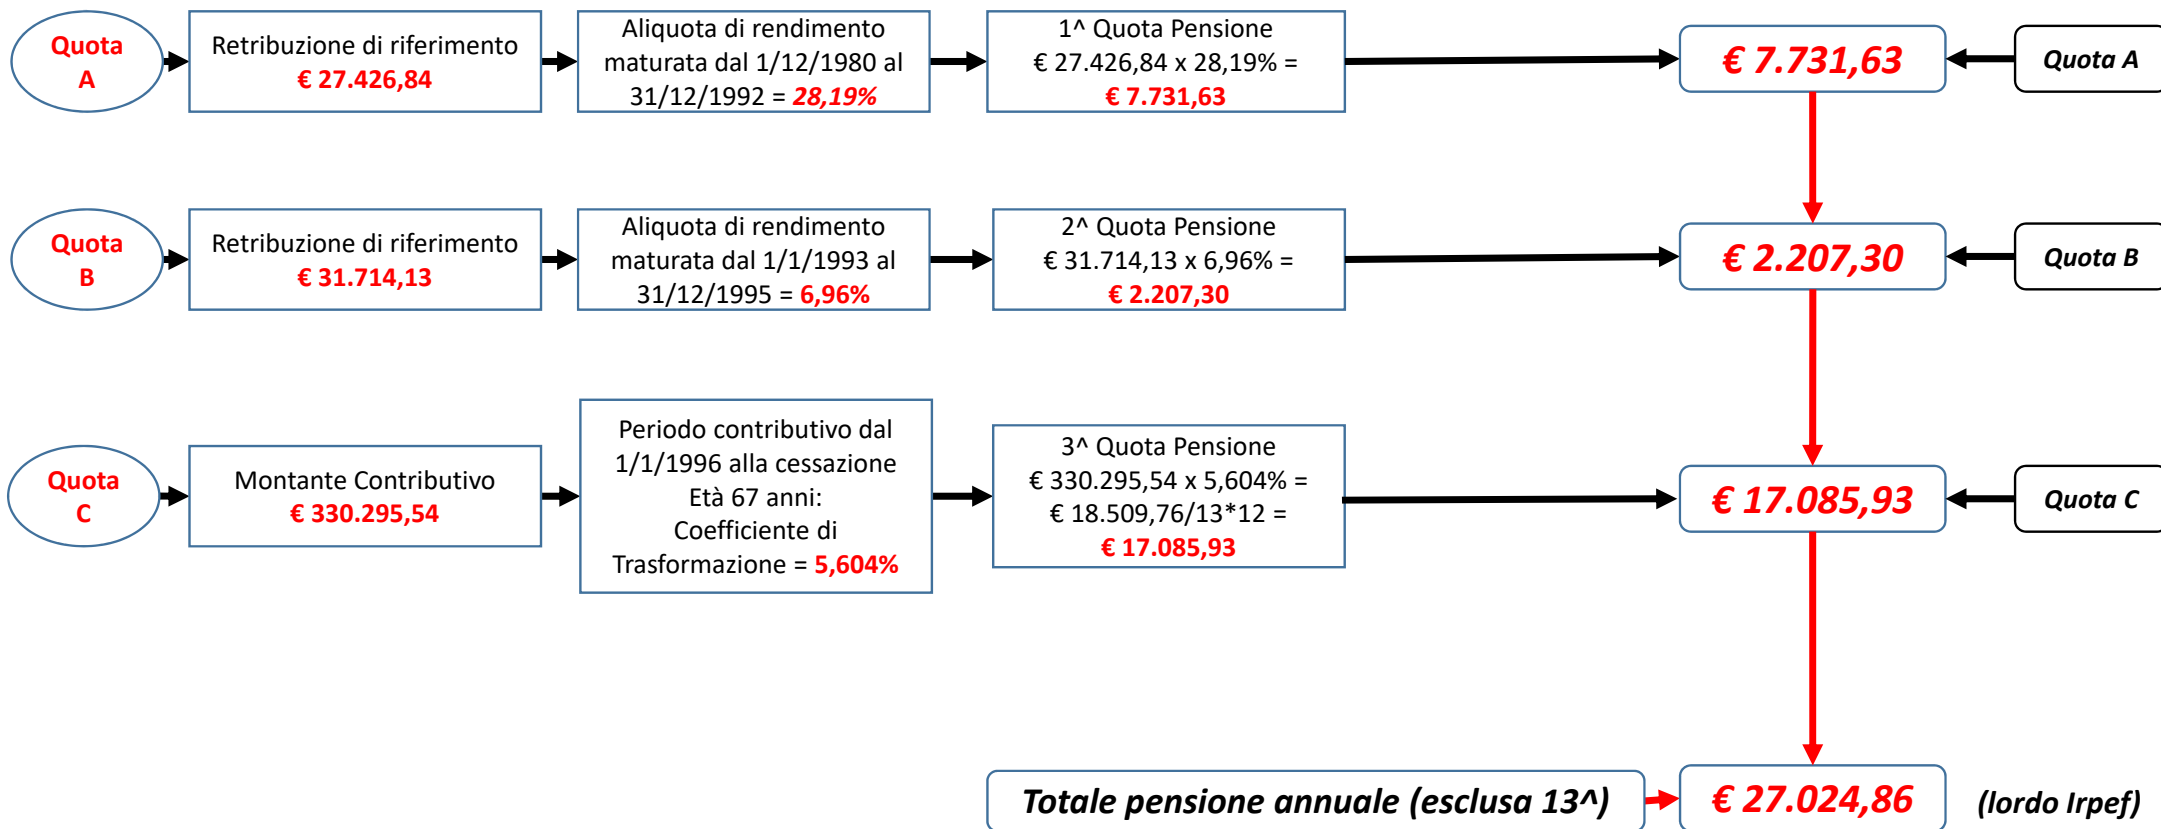 Quota
A
Retribuzione di riferimento
€ 27.426,84
Aliquota di rendimento
maturata dal 1/12/1980 al
31/12/1992 = 28,19%
1^ Quota Pensione
€ 27.426,84 x 28,19% =
€ 7.731,63
€ 7.731,63
Quota A
Quota
B
Retribuzione di riferimento
€ 31.714,13
Aliquota di rendimento
maturata dal 1/1/1993 al
31/12/1995 = 6,96%
2^ Quota Pensione
€ 31.714,13 x 6,96% =
€ 2.207,30
€ 2.207,30
Quota B
Quota
C
Montante Contributivo
€ 330.295,54
Periodo contributivo dal
1/1/1996 alla cessazione
Età 67 anni:
Coefficiente di
Trasformazione = 5,604%
3^ Quota Pensione
€ 330.295,54 x 5,604% =
€ 18.509,76/13*12 =
€ 17.085,93
€ 17.085,93
Quota C
Totale pensione annuale (esclusa 13^)
€ 27.024,86
(lordo Irpef)